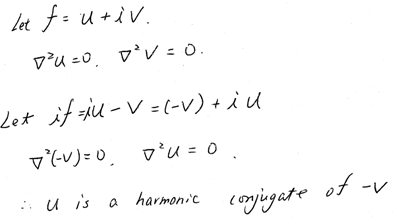 Let f = u + iV.
∇²u=0. ∇²V = 0.
Let if=iu - V = (-V) + i u
∇²(-V)=0. ∇²u = 0 .
∴ u is a harmonic conjugate of -V